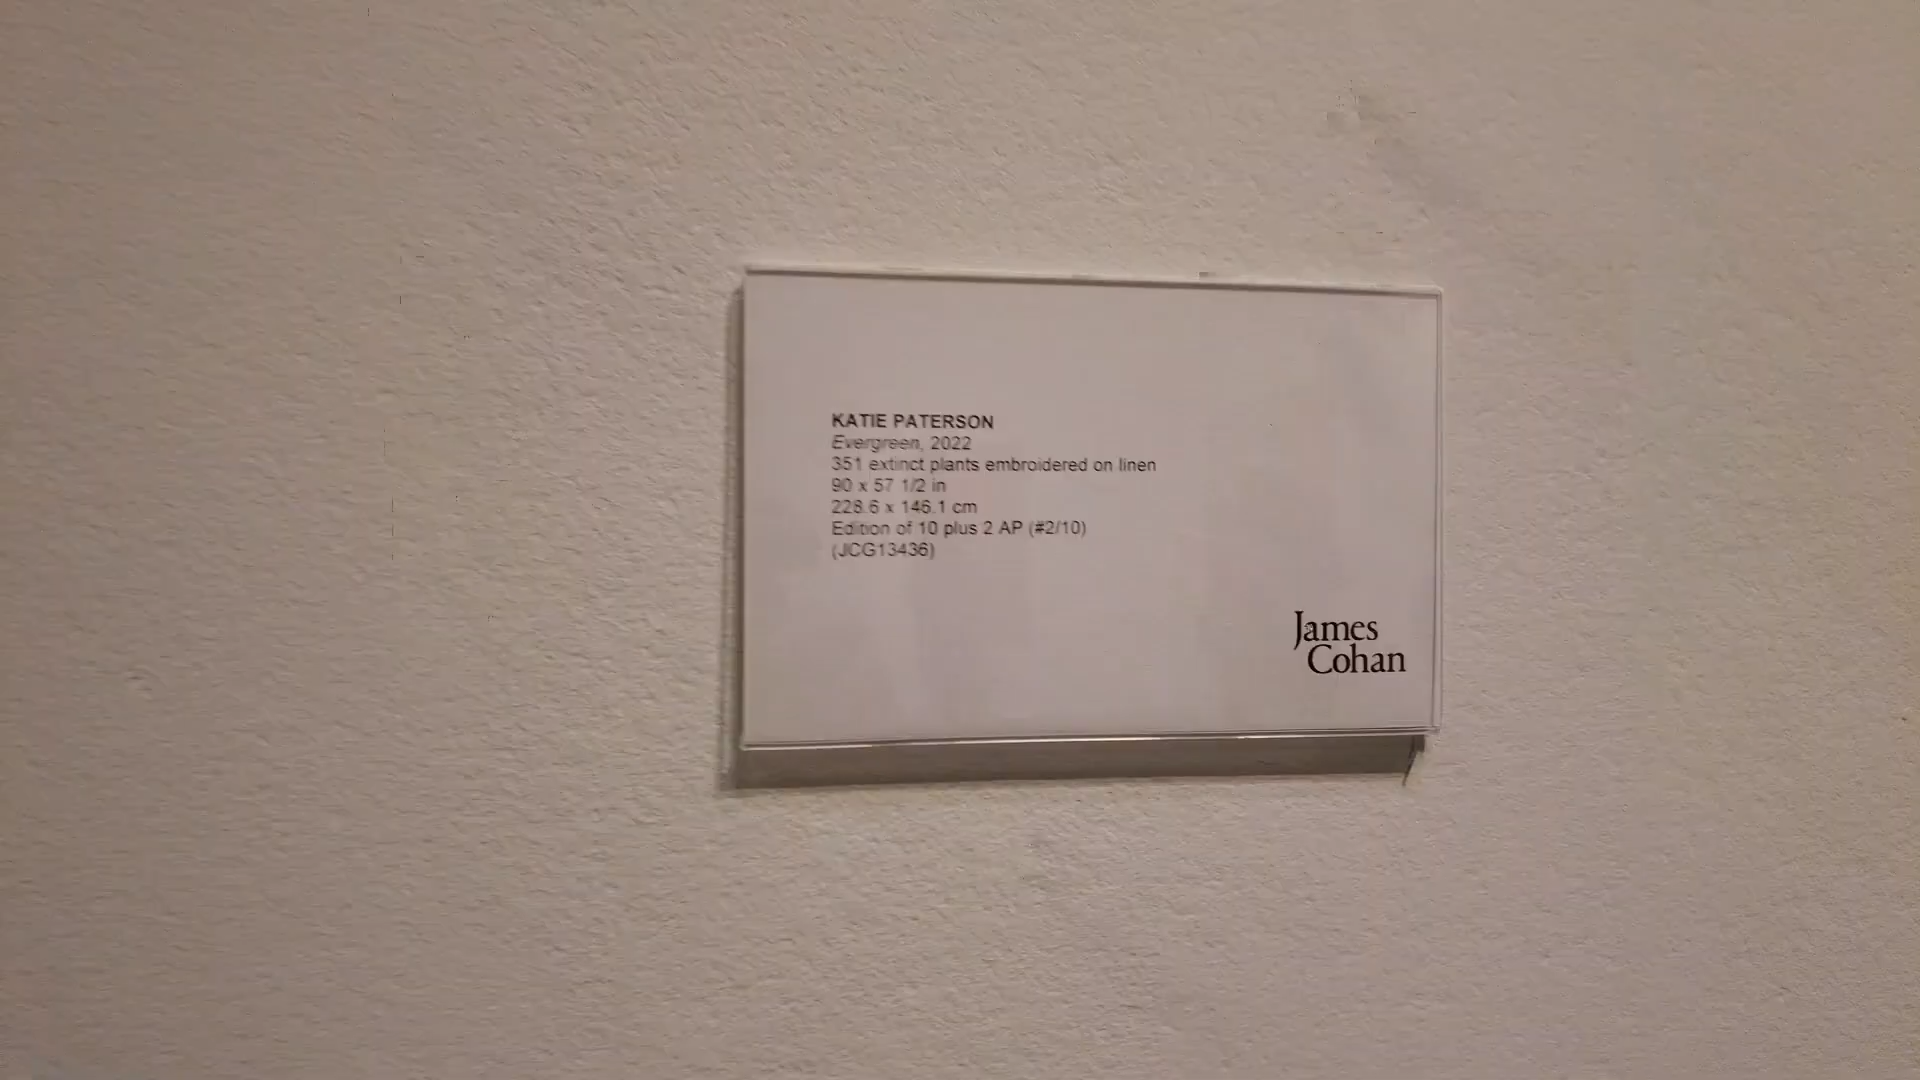 KATIE PATERSON
Evergreen, 2022
351 extinct plants embroidered on linen
90 x 57 1/2 in
228.6 x 146.1 cm
Edition of 10 plus 2 AP (#2/10)
(JCG13436)
James
Cohan